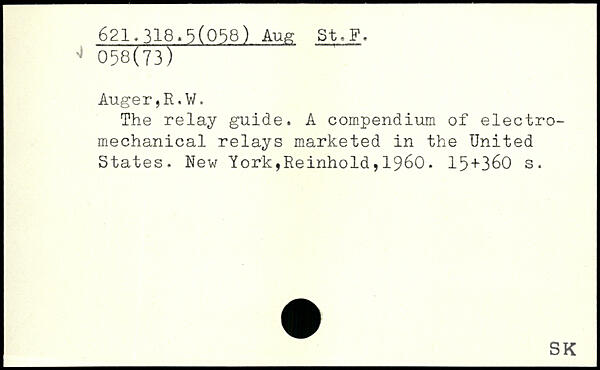 621.318.5(058) Aug St.F.
058(73)
Auger,R.W.
The relay guide. A compendium of electro-
mechanical relays marketed in the United
States. New York,Reinhold,1960. 15+360 s.
SK